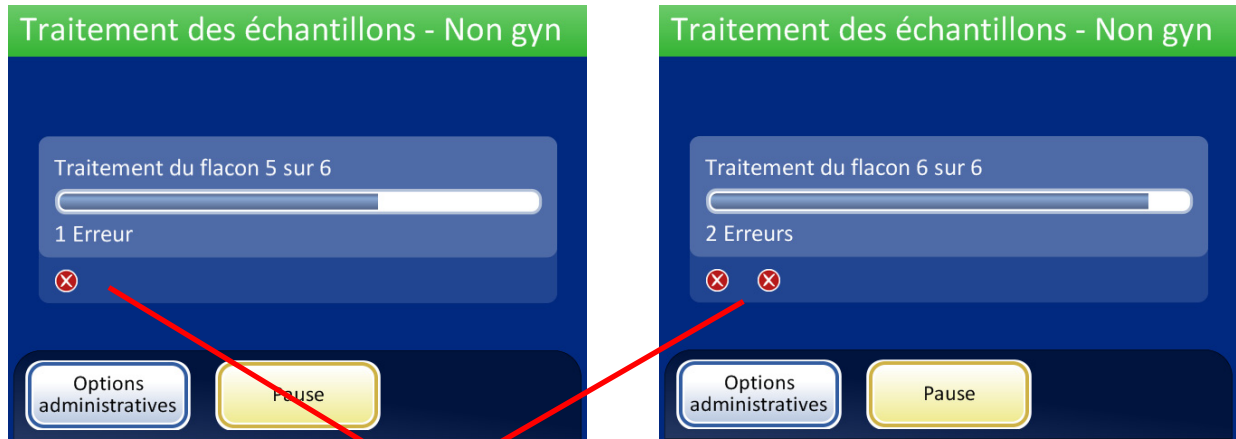 Traitement des échantillons - Non gyn
Traitement du flacon 5 sur 6
1 Erreur
Options
administratives
Pause
Traitement des échantillons - Non gyn
Traitement du flacon 6 sur 6
2 Erreurs
Options
administratives
Pause